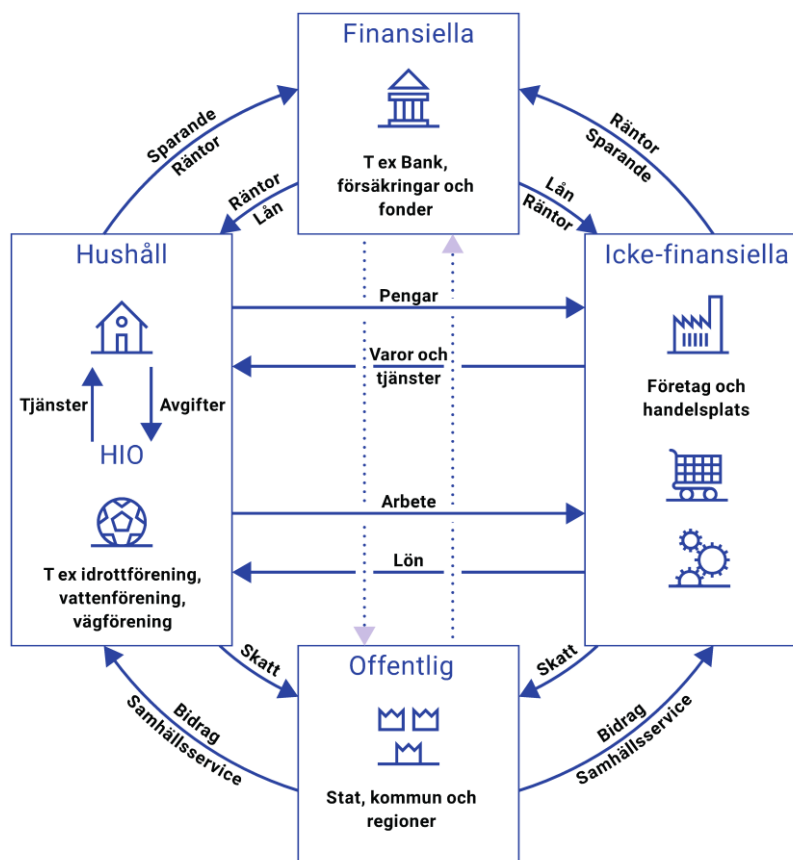 Finansiella
T ex Bank,
försäkringar och
fonder
Sparande
Räntor
Räntor
Sparande
Räntor
Lån
Lån
Räntor
Hushåll
Tjänster
Avgifter
HIO
T ex idrottförening,
vattenförening,
vägförening
Pengar
Varor och
tjänster
Arbete
Lön
Icke-finansiella
Företag och
handelsplats
Skatt
Skatt
Bidrag
Samhällsservice
Bidrag
Samhällsservice
Offentlig
Stat, kommun och
regioner